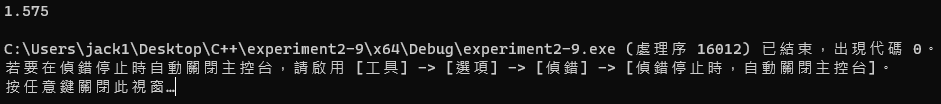 1.575
C:\Users\jack1\Desktop\C++\experiment2-9\x64\Debug\experiment2-9.exe (處理序 16012) 已結束，出現代碼 0。
若要在偵錯停止時自動關閉主控台，請啟用 [工具] -> [選項] -> [偵錯] -> [偵錯停止時，自動關閉主控台]。
按任意鍵關閉此視窗…